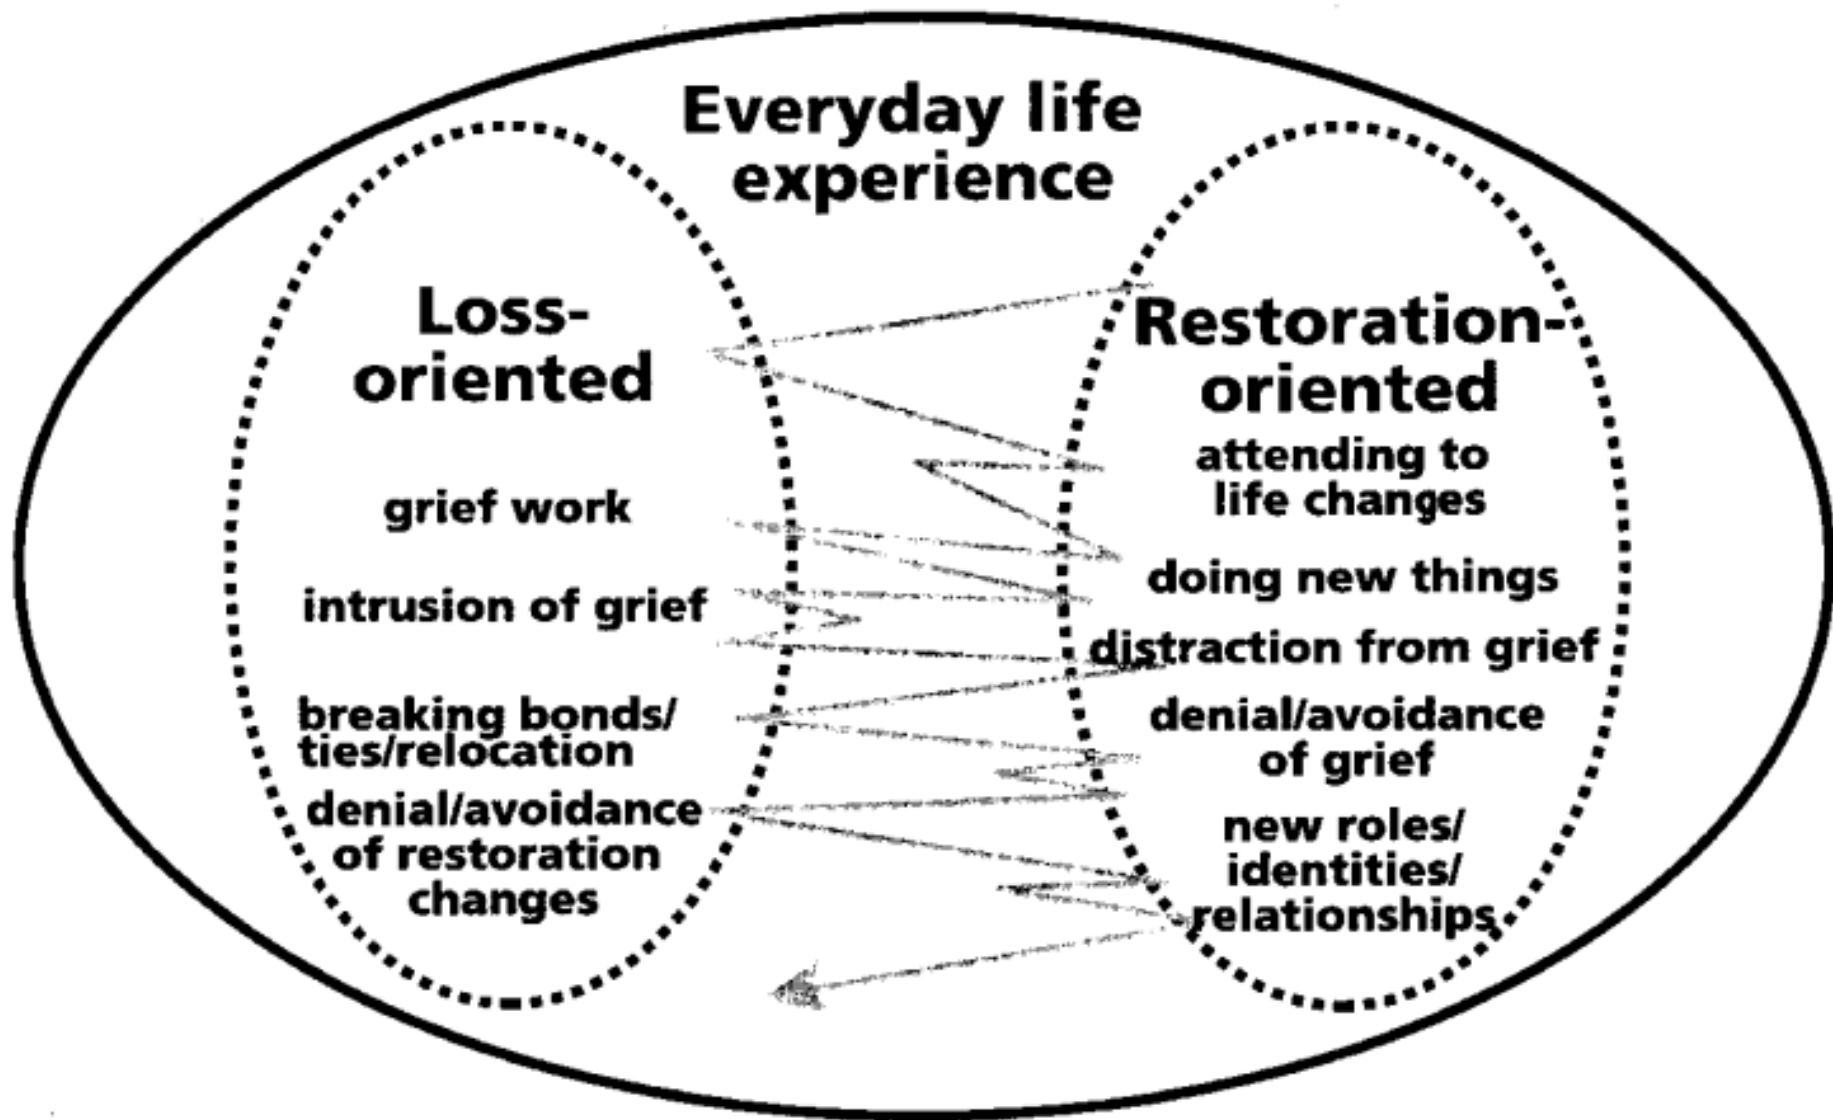 Everyday life
experience
Loss-
oriented
grief work
intrusion of grief
breaking bonds/
ties/relocation
denial/avoidance
of restoration
changes
Restoration-
oriented
attending to
life changes
doing new things
distraction from grief
denial/avoidance
of grief
new roles/
identities/
relationships